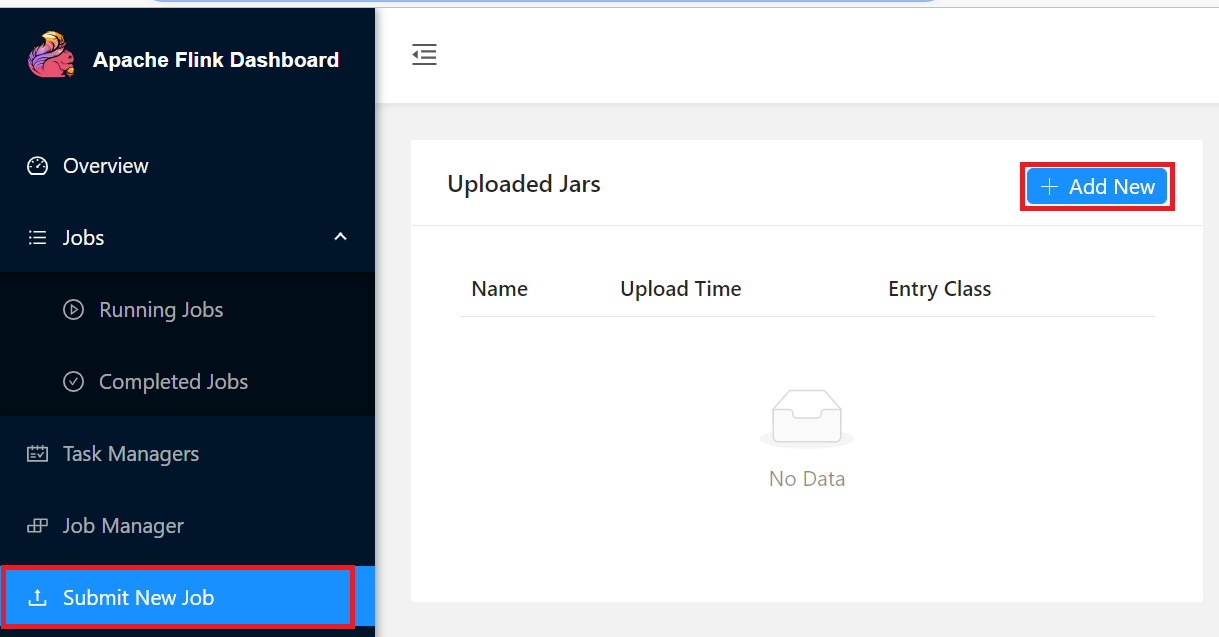 Apache Flink Dashboard
Overview
Jobs
Running Jobs
Completed Jobs
Task Managers
Job Manager
Submit New Job
Uploaded Jars
Add New
Name Upload Time Entry Class
No Data